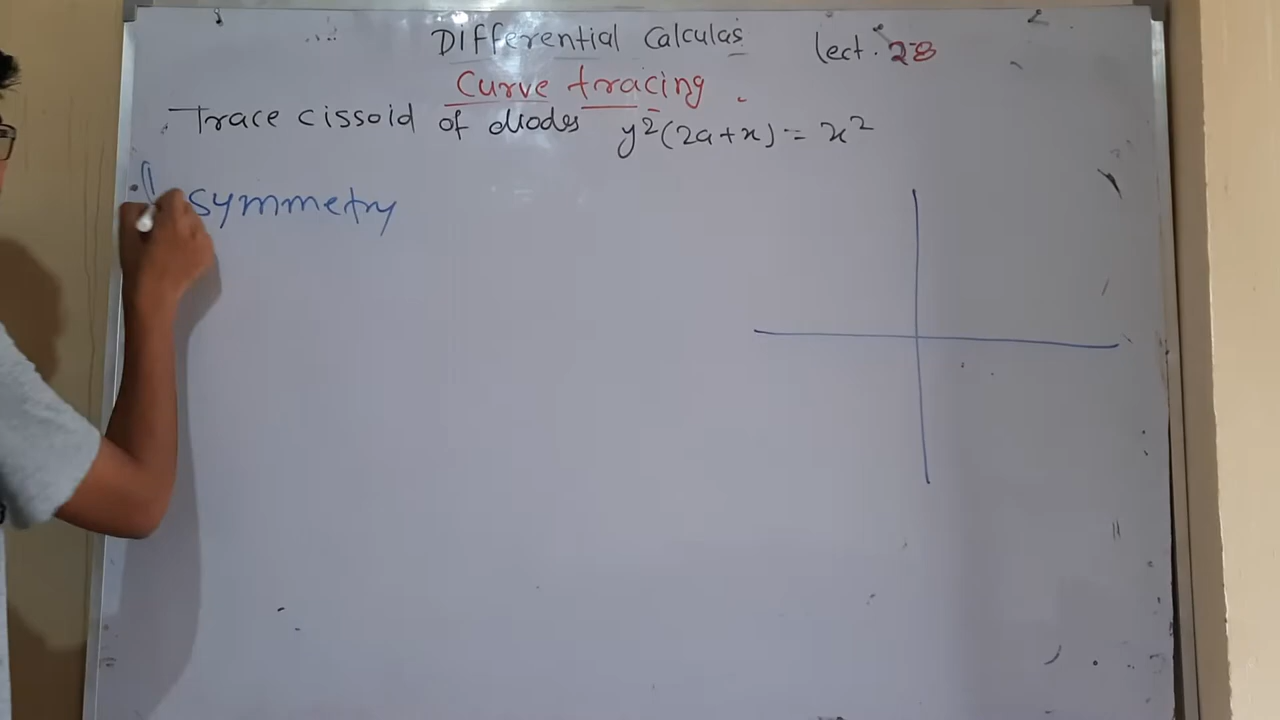 Differential Calculas lect. 28
Curve tracing.
Trace cissoid of diodes y²(2a+x) = x²
symmetry